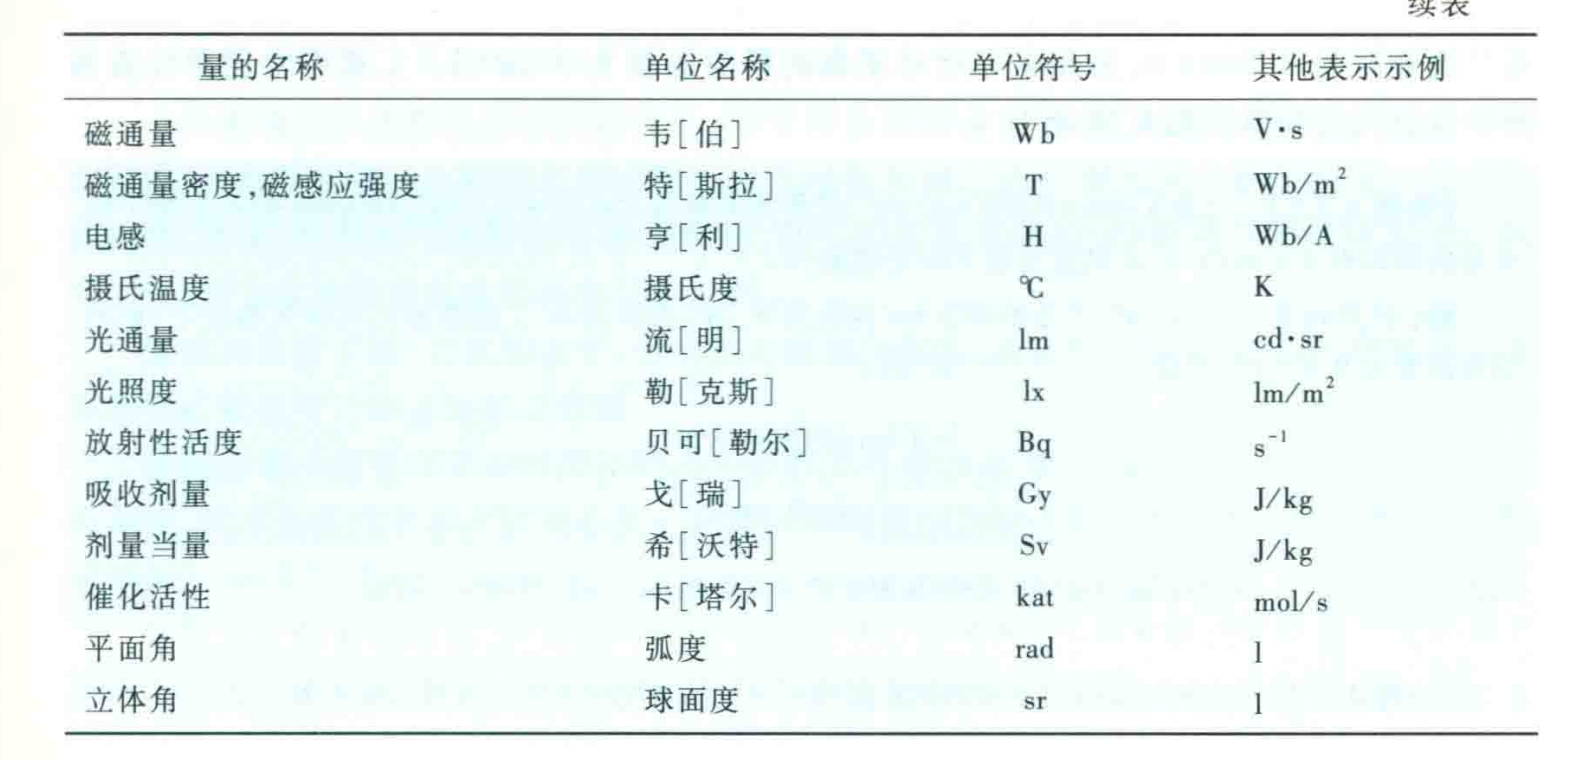 续表
量的名称 单位名称 单位符号 其他表示示例
磁通量 韦[伯] Wb V·s
磁通量密度,磁感应强度 特[斯拉] T Wb/m²
电感 亨[利] H Wb/A
摄氏温度 摄氏度 ℃ K
光通量 流[明] lm cd·sr
光照度 勒[克斯] lx lm/m²
放射性活度 贝可[勒尔] Bq s⁻¹
吸收剂量 戈[瑞] Gy J/kg
剂量当量 希[沃特] Sv J/kg
催化活性 卡[塔尔] kat mol/s
平面角 弧度 rad 1
立体角 球面度 sr 1